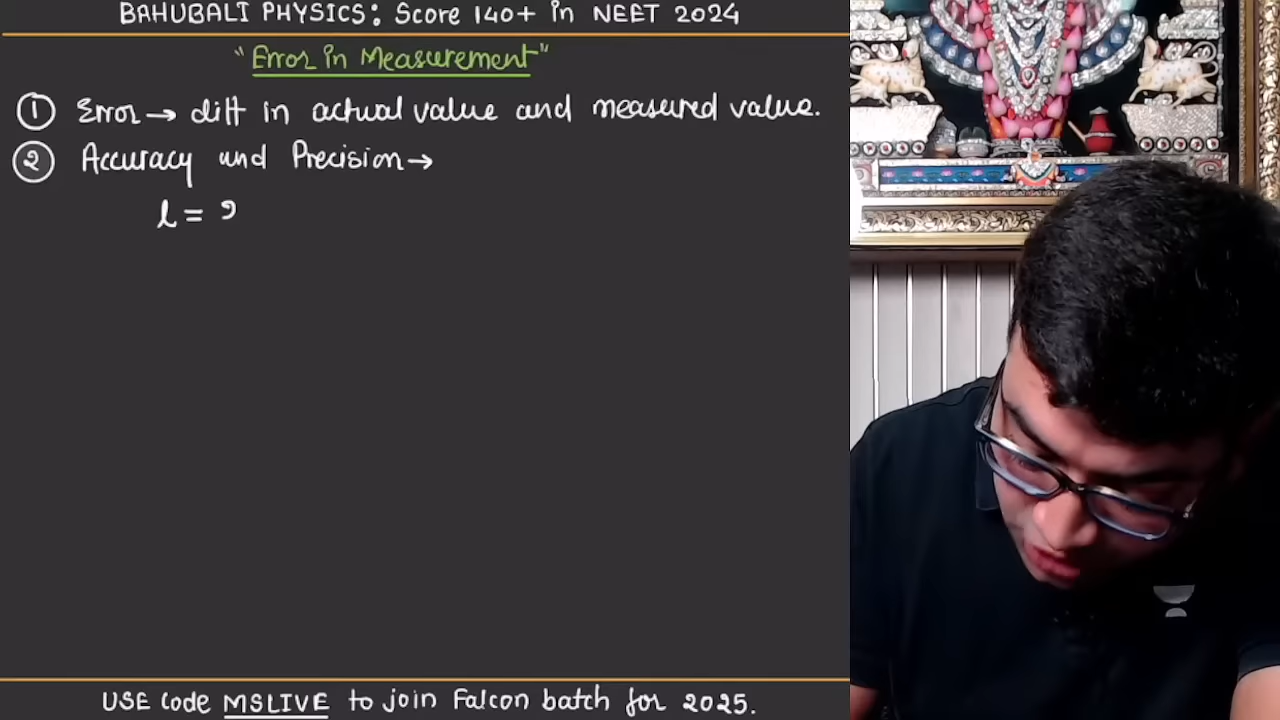 BAHUBALI PHYSICS: Score 140+ in NEET 2024
"Error in Measurement"
① Error → diff in actual value and measured value.
② Accuracy and Precision →
l = 9
USE Code MSLIVE to join Falcon batch for 2025.